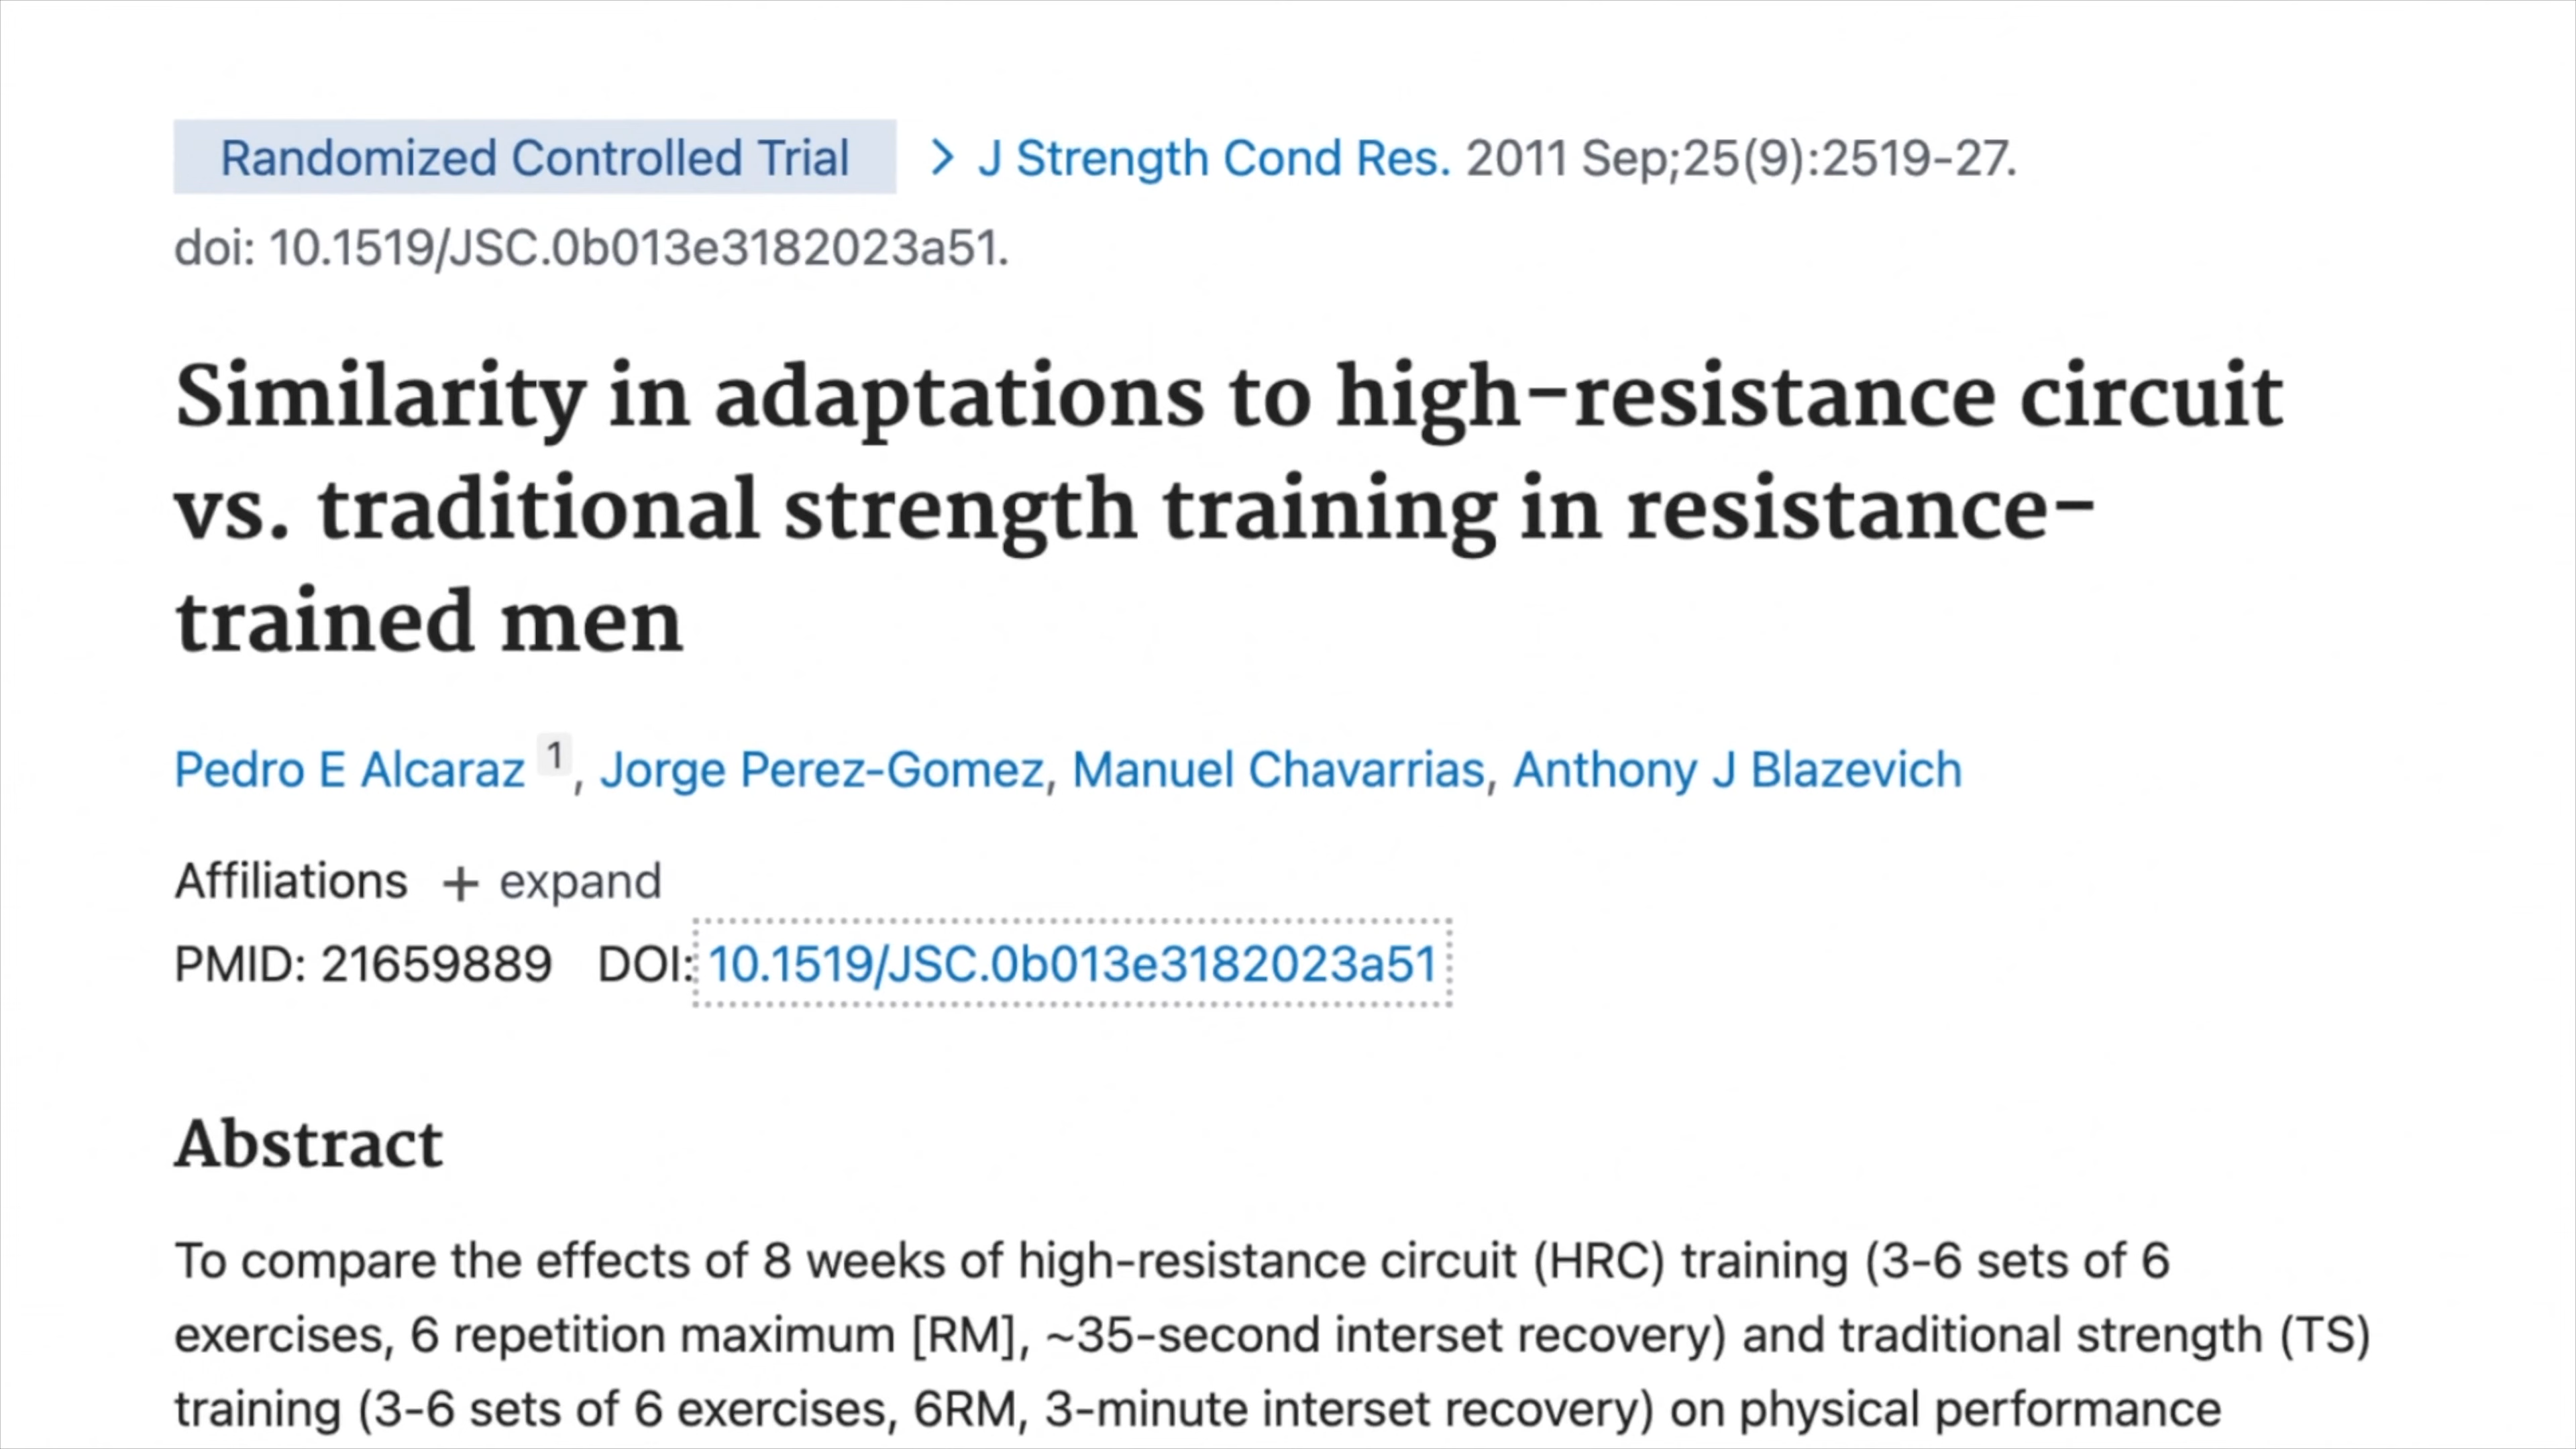 Randomized Controlled Trial > J Strength Cond Res. 2011 Sep;25(9):2519-27.
doi: 10.1519/JSC.0b013e3182023a51.
Similarity in adaptations to high-resistance circuit
vs. traditional strength training in resistance-
trained men
Pedro E Alcaraz 1, Jorge Perez-Gomez, Manuel Chavarrias, Anthony J Blazevich
Affiliations + expand
PMID: 21659889 DOI: 10.1519/JSC.0b013e3182023a51
Abstract
To compare the effects of 8 weeks of high-resistance circuit (HRC) training (3-6 sets of 6
exercises, 6 repetition maximum [RM], ~35-second interset recovery) and traditional strength (TS)
training (3-6 sets of 6 exercises, 6RM, 3-minute interset recovery) on physical performance